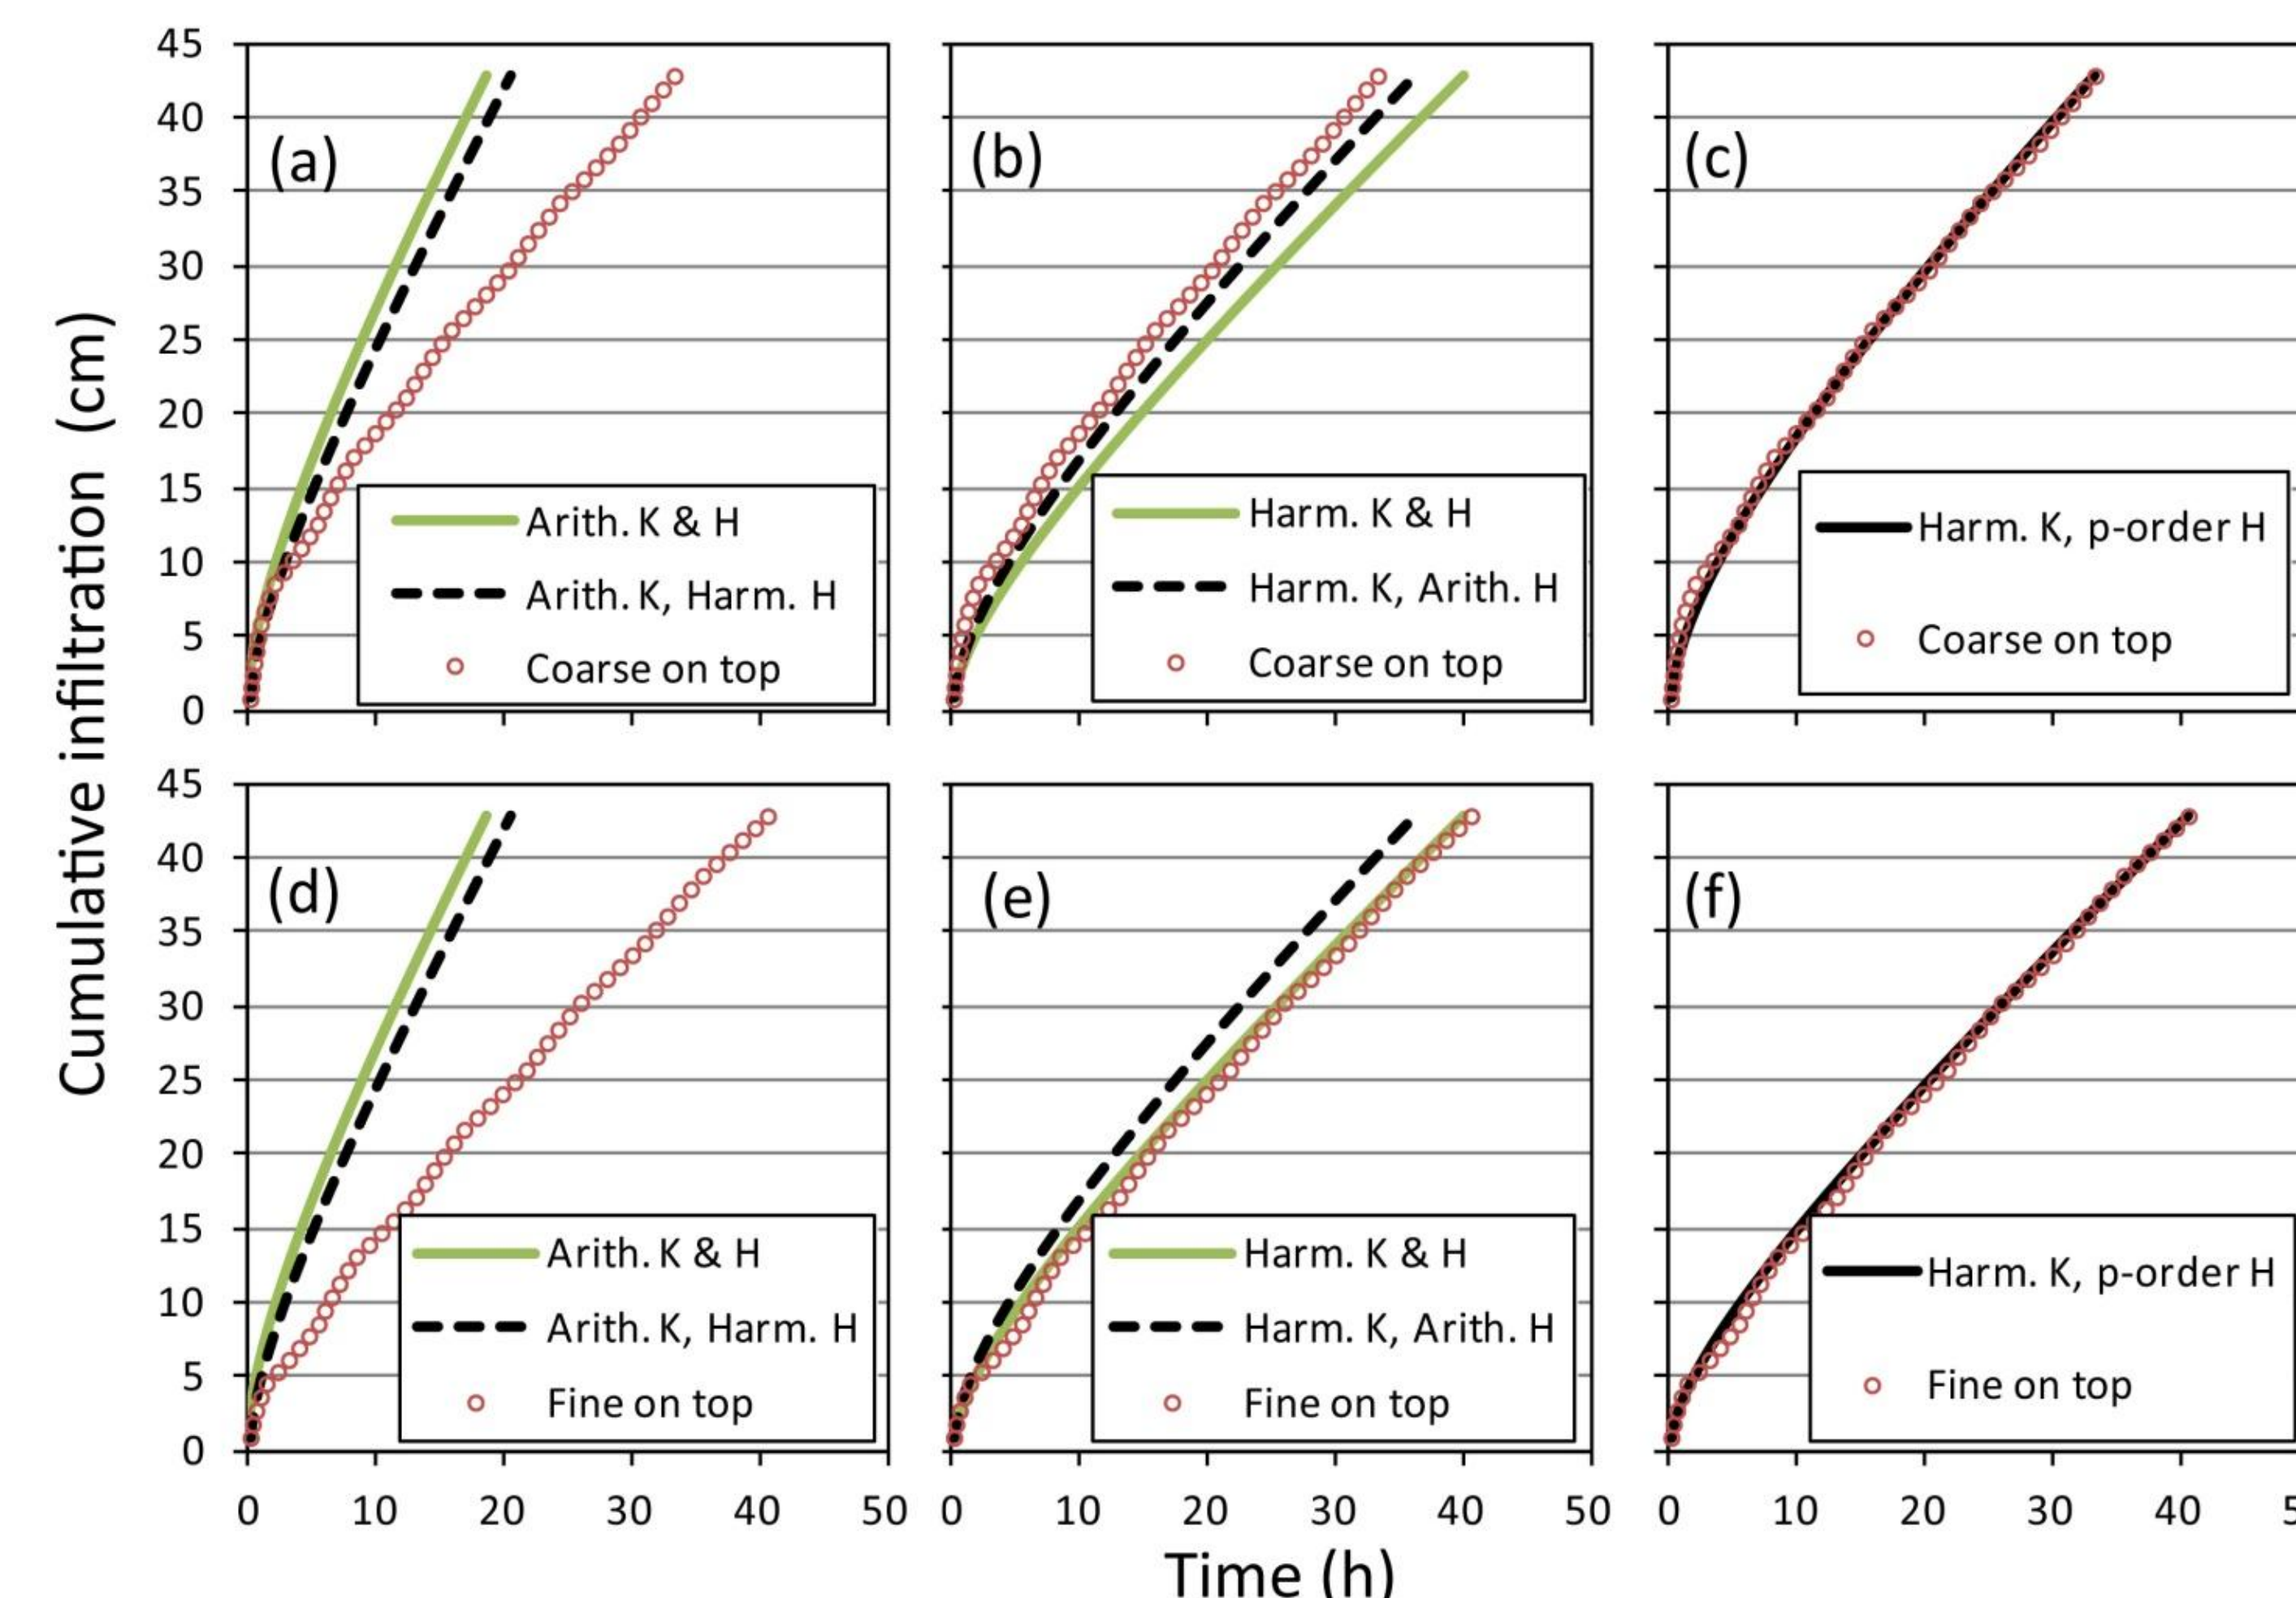 Cumulative infiltration (cm)
45
40
35
30
25
20
15
10
5
0
(a)
Arith. K & H
Arith. K, Harm. H
Coarse on top
(b)
Harm. K & H
Harm. K, Arith. H
Coarse on top
(c)
Harm. K, p-order H
Coarse on top
45
40
35
30
25
20
15
10
5
0
(d)
Arith. K & H
Arith. K, Harm. H
Fine on top
(e)
Harm. K & H
Harm. K, Arith. H
Fine on top
(f)
Harm. K, p-order H
Fine on top
0 10 20 30 40 50
0 10 20 30 40 50
0 10 20 30 40
Time (h)